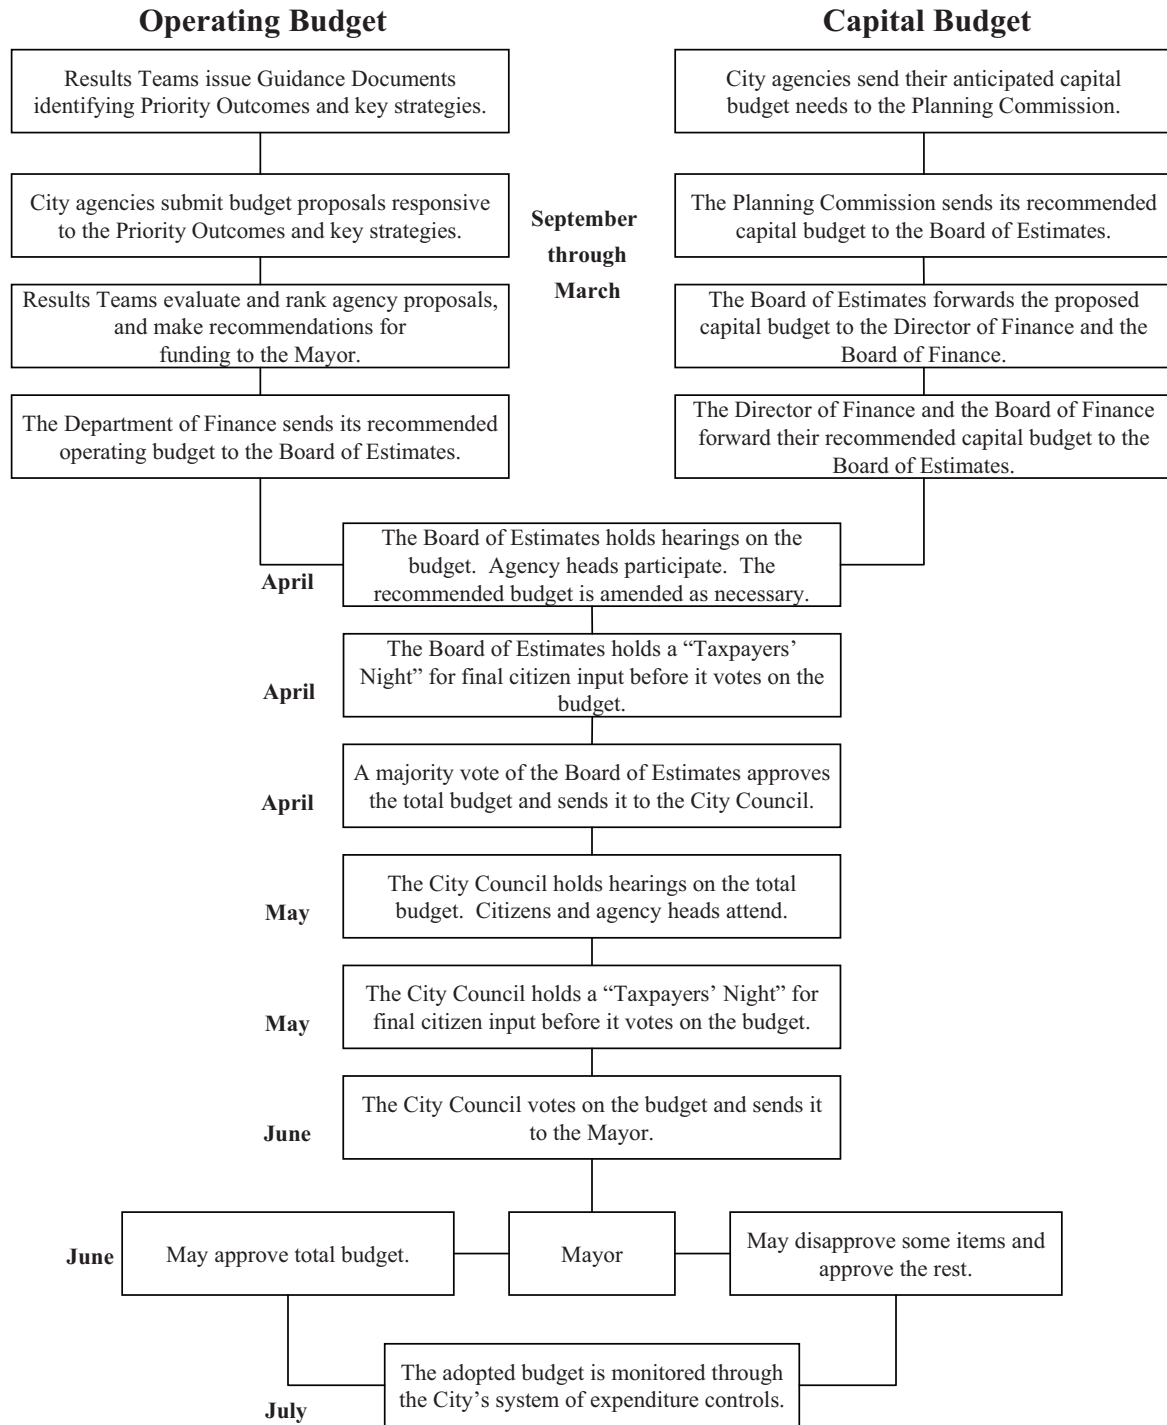 Operating Budget
Capital Budget
Results Teams issue Guidance Documents
identifying Priority Outcomes and key strategies.
City agencies send their anticipated capital
budget needs to the Planning Commission.
City agencies submit budget proposals responsive
to the Priority Outcomes and key strategies.
September
through
March
The Planning Commission sends its recommended
capital budget to the Board of Estimates.
Results Teams evaluate and rank agency proposals,
and make recommendations for
funding to the Mayor.
The Board of Estimates forwards the proposed
capital budget to the Director of Finance and the
Board of Finance.
The Department of Finance sends its recommended
operating budget to the Board of Estimates.
The Director of Finance and the Board of Finance
forward their recommended capital budget to the
Board of Estimates.
April
The Board of Estimates holds hearings on the
budget.  Agency heads participate.  The
recommended budget is amended as necessary.
April
The Board of Estimates holds a “Taxpayers’
Night” for final citizen input before it votes on the
budget.
April
A majority vote of the Board of Estimates approves
the total budget and sends it to the City Council.
May
The City Council holds hearings on the total
budget.  Citizens and agency heads attend.
May
The City Council holds a “Taxpayers’ Night” for
final citizen input before it votes on the budget.
June
The City Council votes on the budget and sends it
to the Mayor.
June
May approve total budget.
Mayor
May disapprove some items and
approve the rest.
July
The adopted budget is monitored through
the City’s system of expenditure controls.